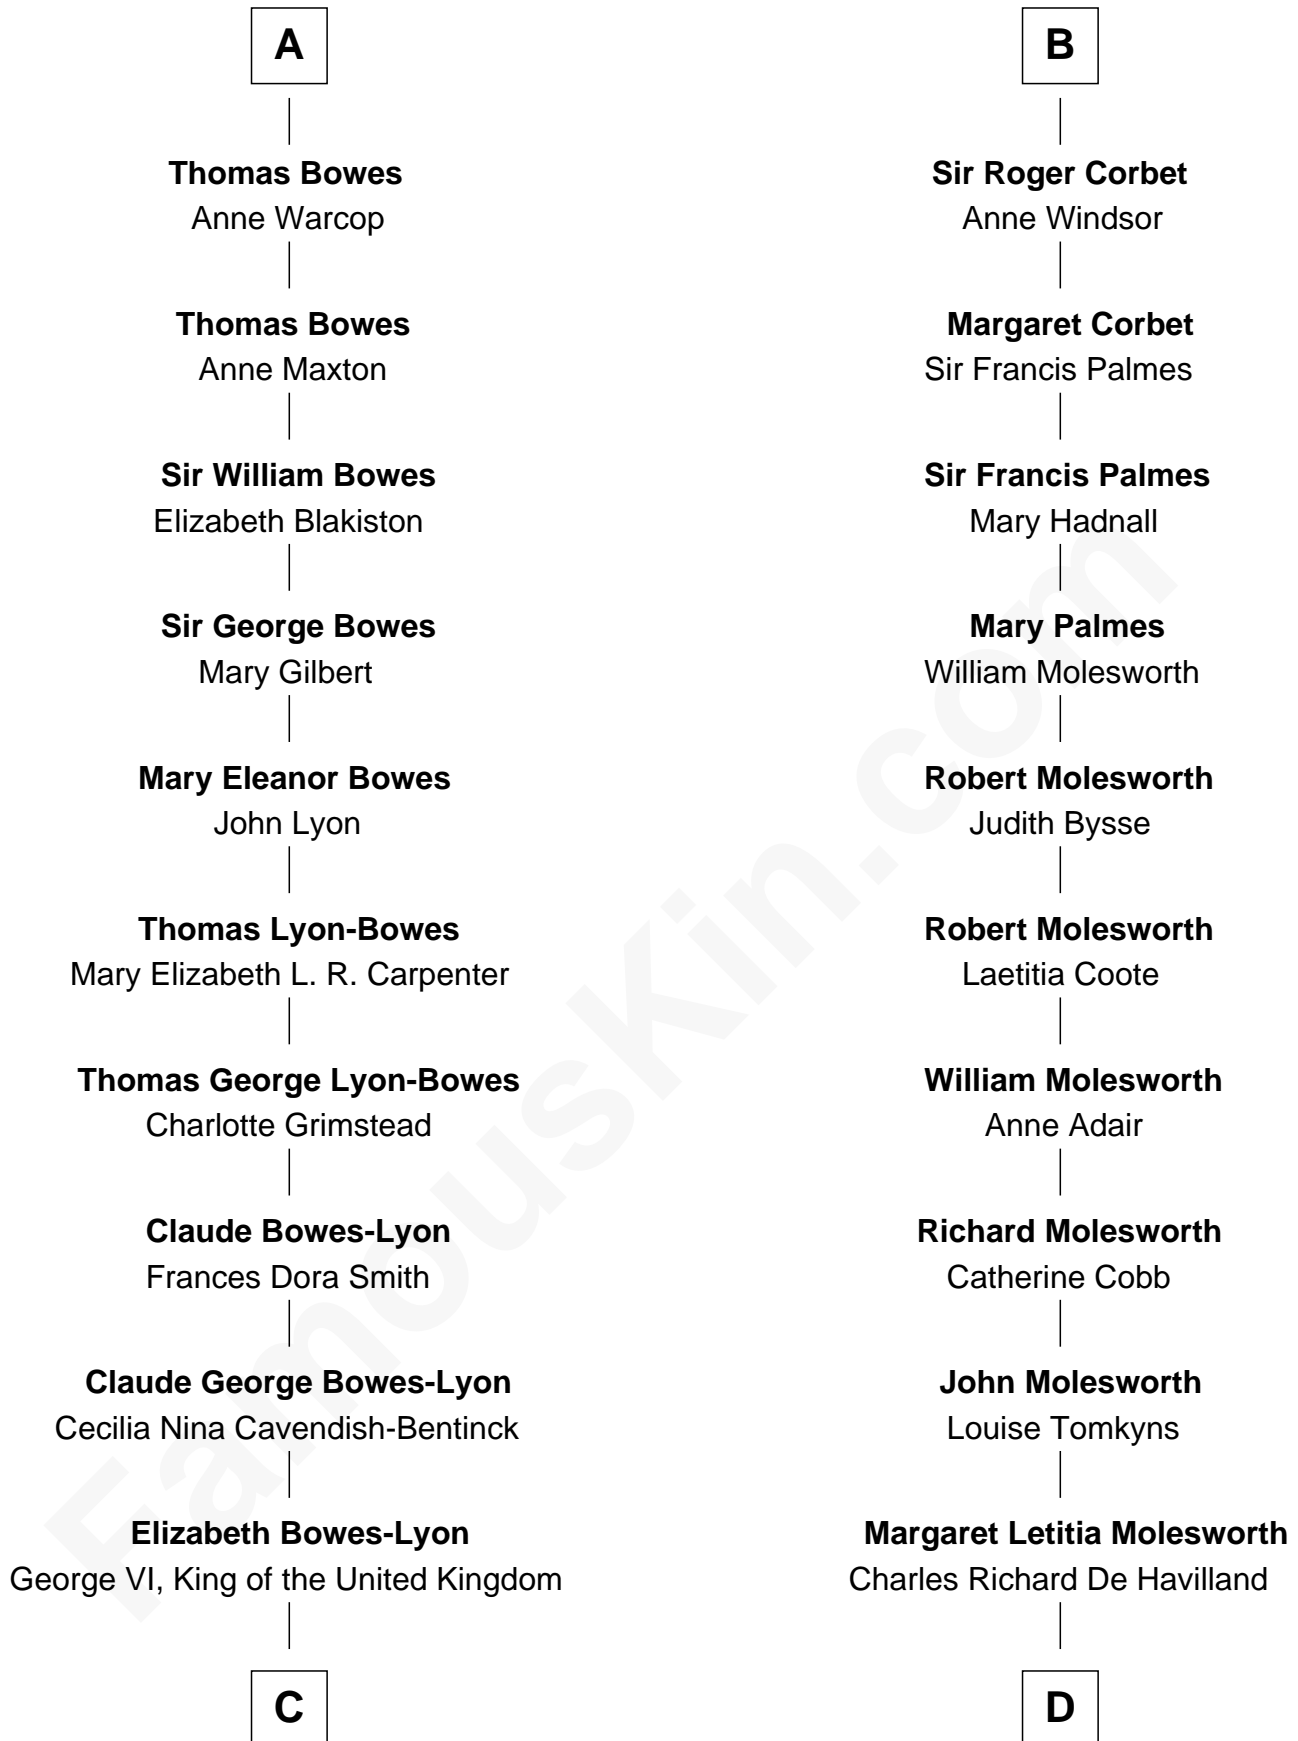 A
Thomas Bowes
Anne Warcop
Thomas Bowes
Anne Maxton
Sir William Bowes
Elizabeth Blakiston
Sir George Bowes
Mary Gilbert
Mary Eleanor Bowes
John Lyon
Thomas Lyon-Bowes
Mary Elizabeth L. R. Carpenter
Thomas George Lyon-Bowes
Charlotte Grimstead
Claude Bowes-Lyon
Frances Dora Smith
Claude George Bowes-Lyon
Cecilia Nina Cavendish-Bentinck
Elizabeth Bowes-Lyon
George VI, King of the United Kingdom
C
B
Sir Roger Corbet
Anne Windsor
Margaret Corbet
Sir Francis Palmes
Sir Francis Palmes
Mary Hadnall
Mary Palmes
William Molesworth
Robert Molesworth
Judith Bysse
Robert Molesworth
Laetitia Coote
William Molesworth
Anne Adair
Richard Molesworth
Catherine Cobb
John Molesworth
Louise Tomkyns
Margaret Letitia Molesworth
Charles Richard De Havilland
D
FamousKin.com